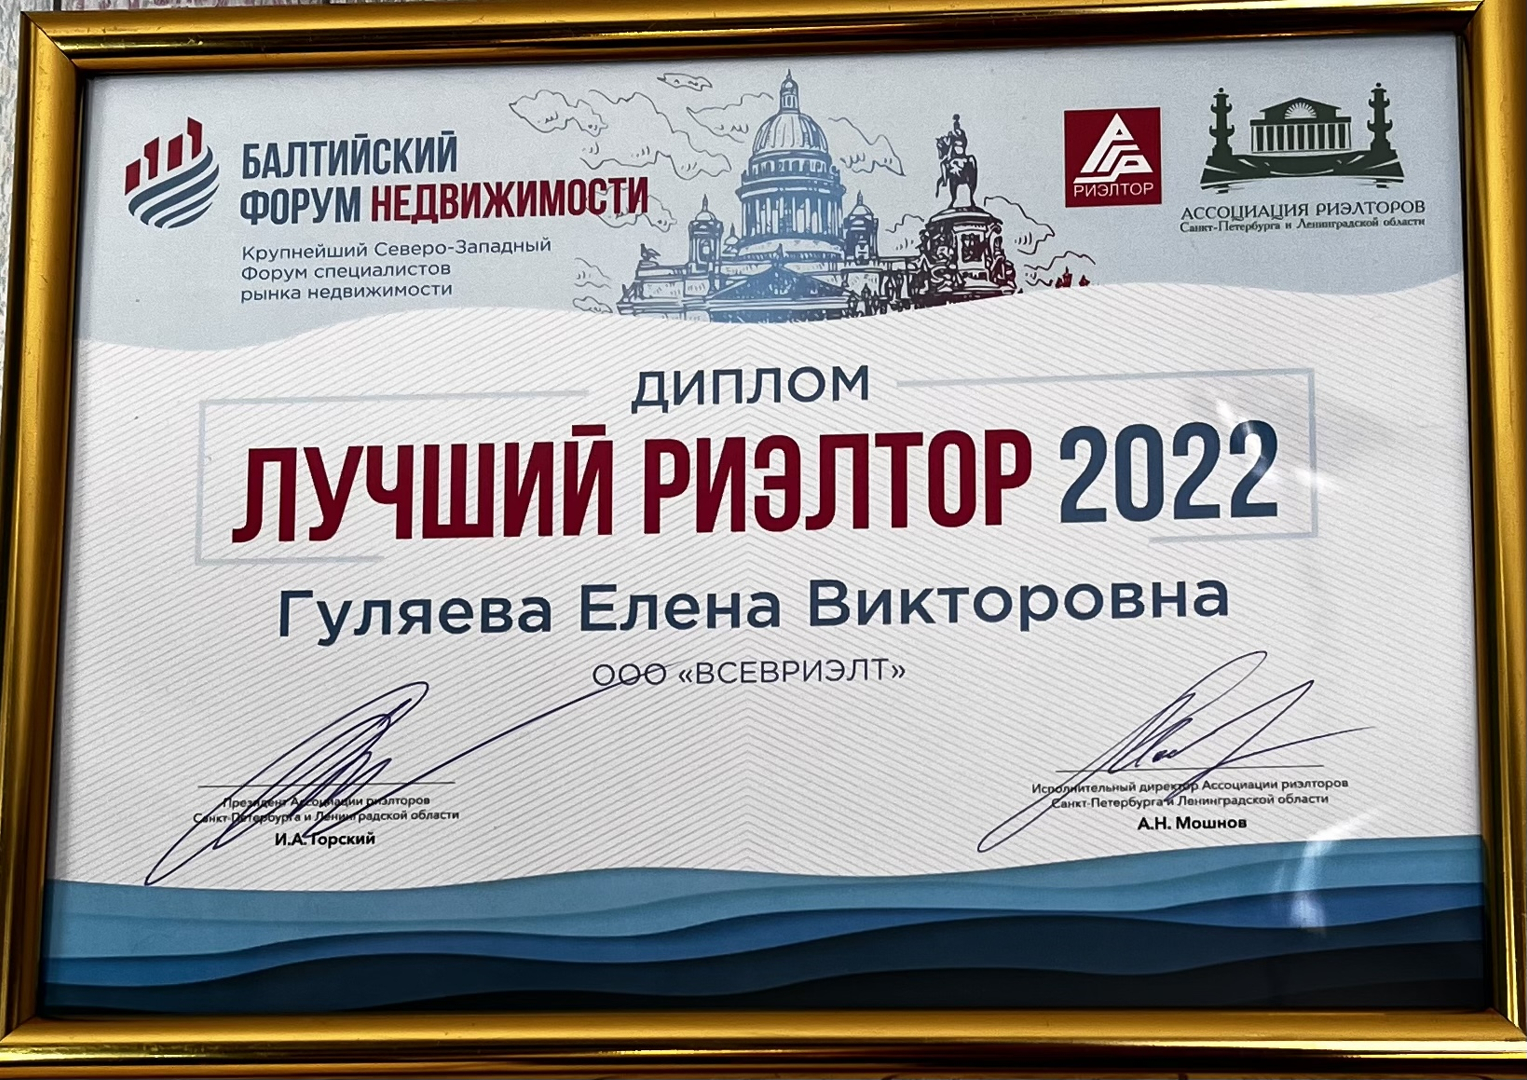 БАЛТИЙСКИЙ
ФОРУМ НЕДВИЖИМОСТИ
Крупнейший Северо-Западный
Форум специалистов
рынка недвижимости
РИЭЛТОР
АССОЦИАЦИЯ РИЭЛТОРОВ
Санкт-Петербурга и Ленинградской области
ДИПЛОМ
ЛУЧШИЙ РИЭЛТОР 2022
Гуляева Елена Викторовна
ООО «ВСЕВРИЭЛТ»
Президент Ассоциации риэлторов
Санкт-Петербурга и Ленинградской области
И.А. Горский
Исполнительный директор Ассоциации риэлторов
Санкт-Петербурга и Ленинградской области
А.Н. Мошнов